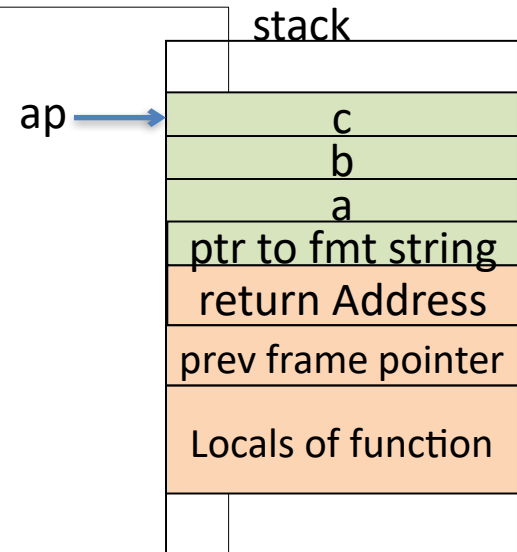 stack
ap
c
b
a
ptr to fmt string
return Address
prev frame pointer
Locals of function